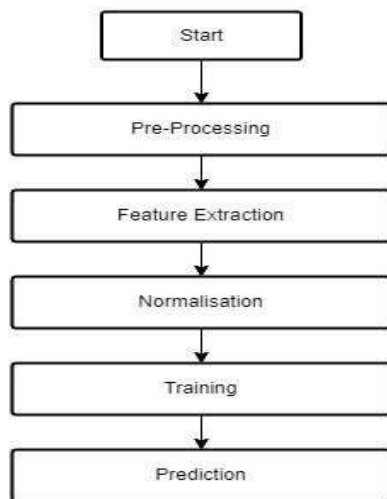 Start
Pre-Processing
Feature Extraction
Normalisation
Training
Prediction